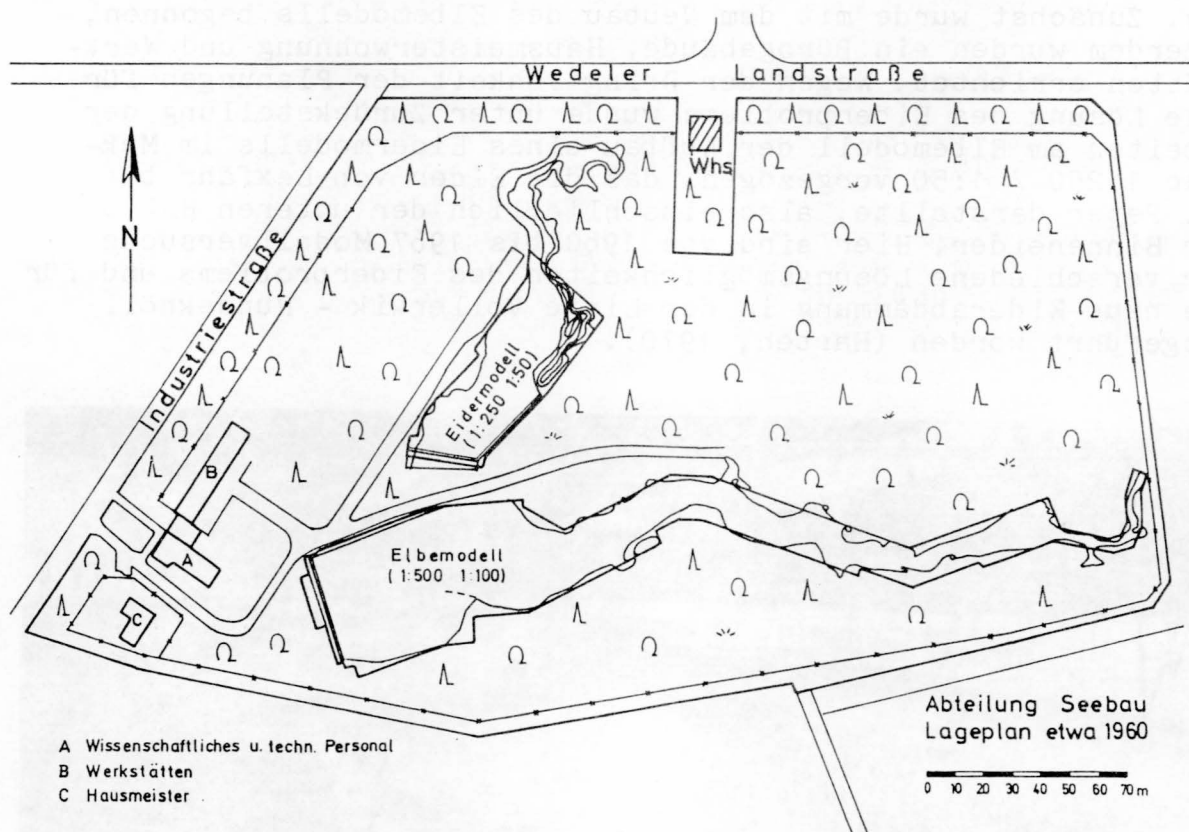 Wedeler Landstraße
Whs
N
Industriestraße
Eidermodell
(1:250 1:50)
B
A
C
Elbemodell
(1:500 1:100)
A Wissenschaftliches u. techn. Personal
B Werkstätten
C Hausmeister
Abteilung Seebau
Lageplan etwa 1960
0 10 20 30 40 50 60 70 m